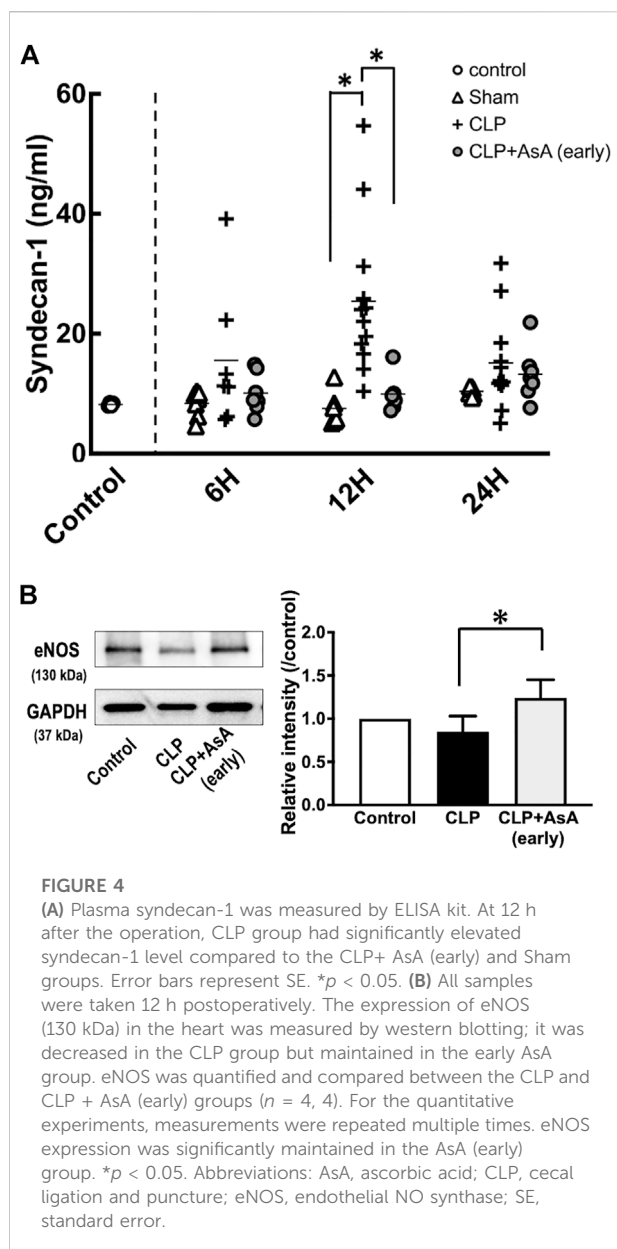 A
* *
○ control
△ Sham
+ CLP
● CLP+AsA (early)
Syndecan-1 (ng/ml)
60
40
20
0
Control
6H
12H
24H
B
eNOS
(130 kDa)
GAPDH
(37 kDa)
Control
CLP
CLP+AsA
(early)
*
Relative intensity (/control)
2.0
1.5
1.0
0.5
0.0
Control
CLP
CLP+AsA
(early)
FIGURE 4
(A) Plasma syndecan-1 was measured by ELISA kit. At 12 h
after the operation, CLP group had significantly elevated
syndecan-1 level compared to the CLP+ AsA (early) and Sham
groups. Error bars represent SE. *p < 0.05. (B) All samples
were taken 12 h postoperatively. The expression of eNOS
(130 kDa) in the heart was measured by western blotting; it was
decreased in the CLP group but maintained in the early AsA
group. eNOS was quantified and compared between the CLP and
CLP + AsA (early) groups (n = 4, 4). For the quantitative
experiments, measurements were repeated multiple times. eNOS
expression was significantly maintained in the AsA (early)
group. *p < 0.05. Abbreviations: AsA, ascorbic acid; CLP, cecal
ligation and puncture; eNOS, endothelial NO synthase; SE,
standard error.